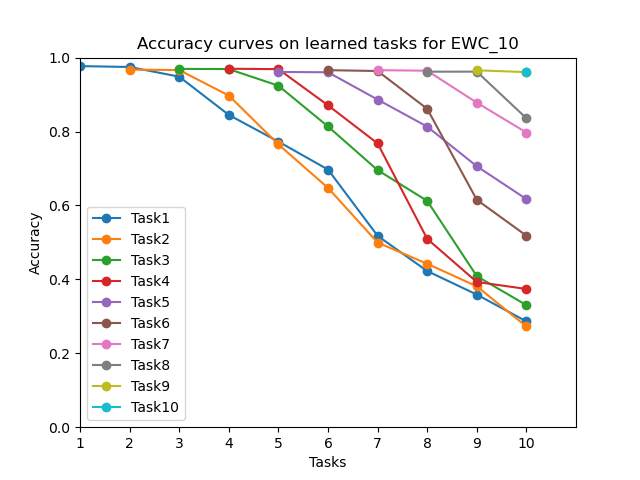 Accuracy curves on learned tasks for EWC_10
Accuracy
1.0
0.8
0.6
0.4
0.2
0.0
Task1
Task2
Task3
Task4
Task5
Task6
Task7
Task8
Task9
Task10
1 2 3 4 5 6 7 8 9 10
Tasks